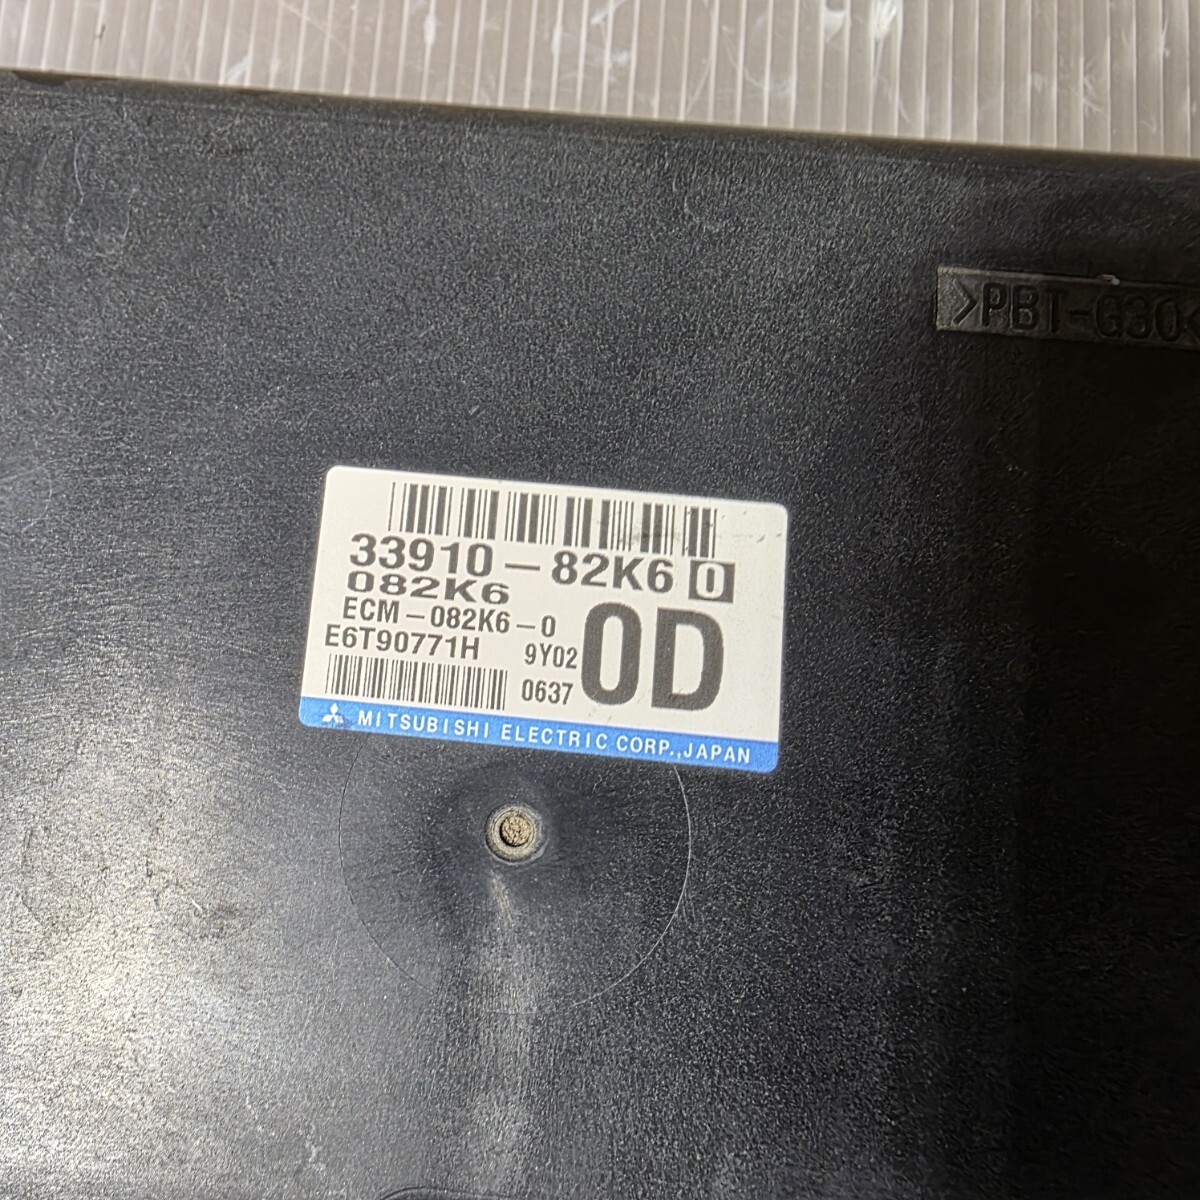 >PBT-G30<
33910-82K6 0
082K6
ECM-082K6-0
E6T90771H
9Y02
0637
0D
MITSUBISHI ELECTRIC CORP.,JAPAN